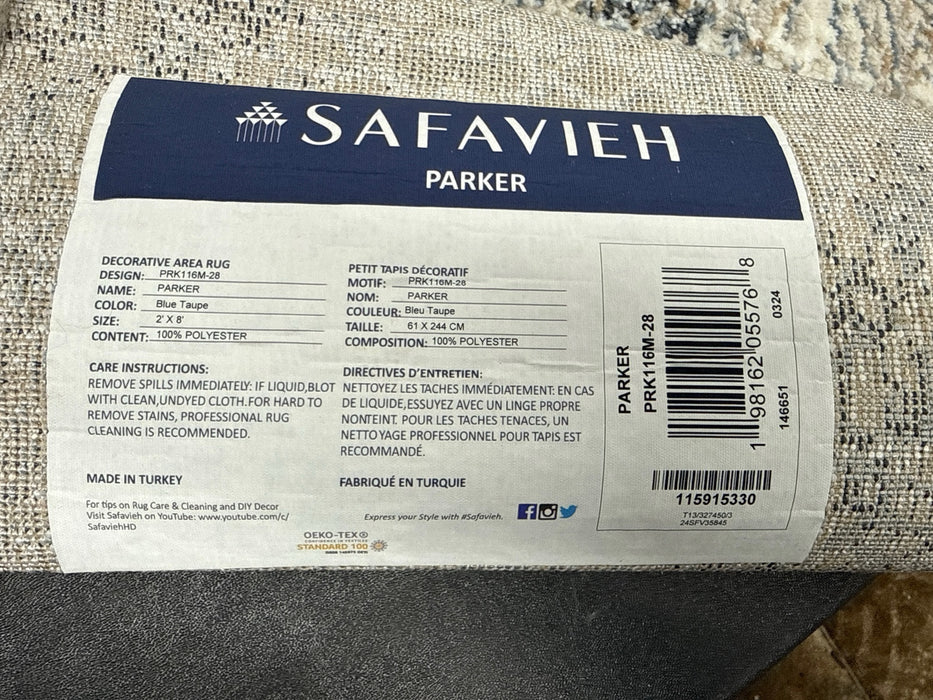 SAFAVIEH
PARKER
DECORATIVE AREA RUG
DESIGN: PRK116M-28
NAME: PARKER
COLOR: Blue Taupe
SIZE: 2' X 8'
CONTENT: 100% POLYESTER
CARE INSTRUCTIONS:
REMOVE SPILLS IMMEDIATELY: IF LIQUID,BLOT
WITH CLEAN,UNDYED CLOTH.FOR HARD TO
REMOVE STAINS, PROFESSIONAL RUG
CLEANING IS RECOMMENDED.
MADE IN TURKEY
For tips on Rug Care & Cleaning and DIY Decor
Visit Safavieh on YouTube: www.youtube.com/c/
SafaviehHD
PETIT TAPIS DÉCORATIF
MOTIF: PRK116M-28
NOM: PARKER
COULEUR: Bleu Taupe
TAILLE: 61 X 244 CM
COMPOSITION: 100% POLYESTER
DIRECTIVES D'ENTRETIEN:
NETTOYEZ LES TACHES IMMÉDIATEMENT: EN CAS
DE LIQUIDE,ESSUYEZ AVEC UN LINGE PROPRE
NONTEINT. POUR LES TACHES TENACES, UN
NETTOYAGE PROFESSIONNEL POUR TAPIS EST
RECOMMANDÉ.
FABRIQUÉ EN TURQUIE
Express your Style with #Safavieh.
OEKO-TEX®
CONFIDENCE IN TEXTILES
STANDARD 100
PARKER
PRK116M-28
1 98162 05576 8
0324
146651
115915330
T13/327450/3
24SFV35845